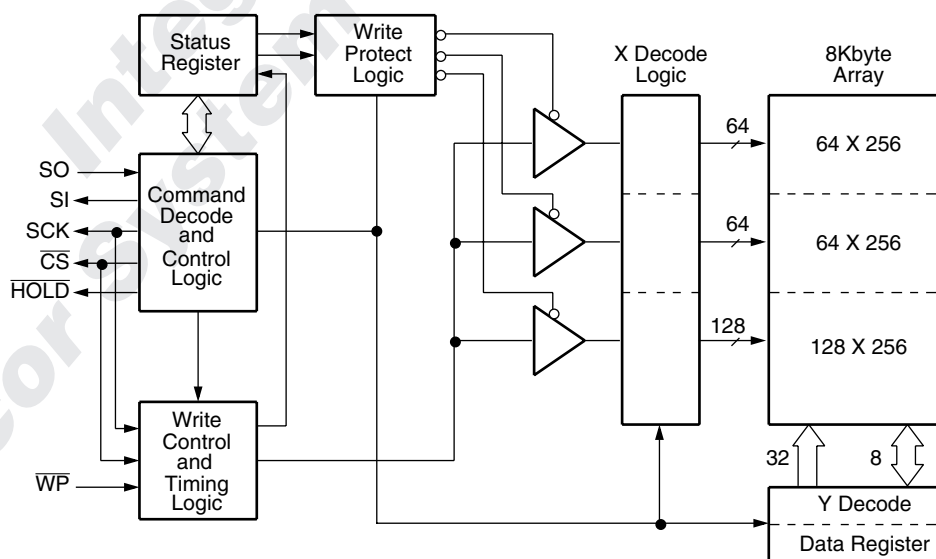 Status
Register
Write
Protect
Logic
X Decode
Logic
8Kbyte
Array
64
64 X 256
SO
SI
SCK
CS
HOLD
Command
Decode
and
Control
Logic
64
64 X 256
128
128 X 256
WP
Write
Control
and
Timing
Logic
32
8
Y Decode
Data Register